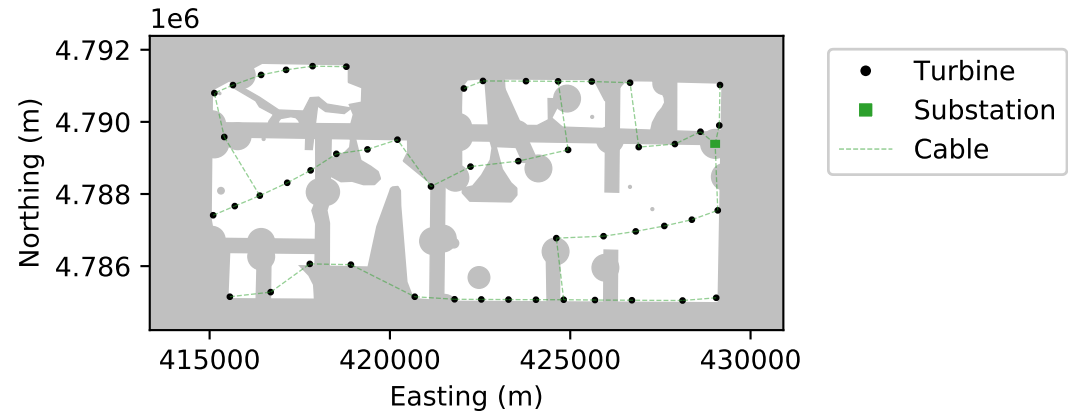 1e6
4.792
4.790
4.788
4.786
Northing (m)
415000 420000 425000 430000
Easting (m)
Turbine
Substation
Cable